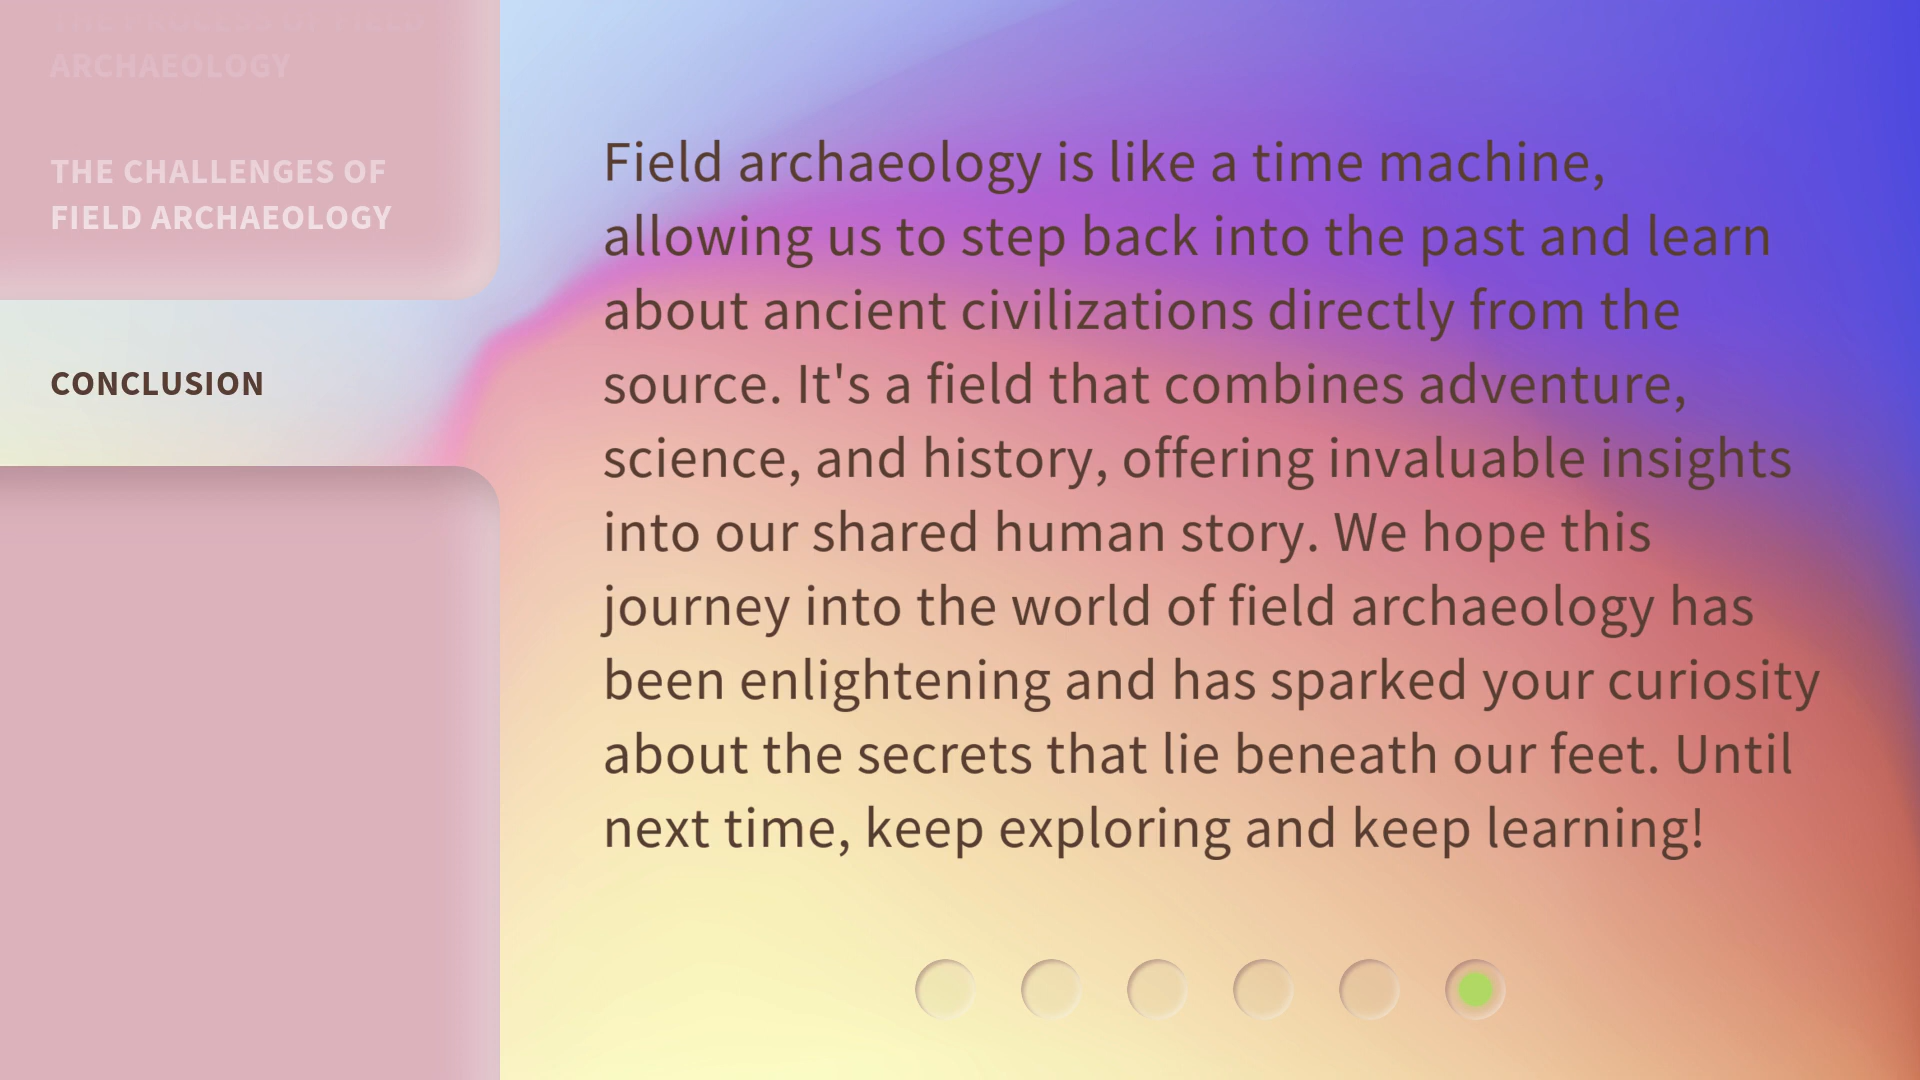 THE PROCESS OF FIELD
ARCHAEOLOGY
THE CHALLENGES OF
FIELD ARCHAEOLOGY
CONCLUSION
Field archaeology is like a time machine,
allowing us to step back into the past and learn
about ancient civilizations directly from the
source. It's a field that combines adventure,
science, and history, offering invaluable insights
into our shared human story. We hope this
journey into the world of field archaeology has
been enlightening and has sparked your curiosity
about the secrets that lie beneath our feet. Until
next time, keep exploring and keep learning!